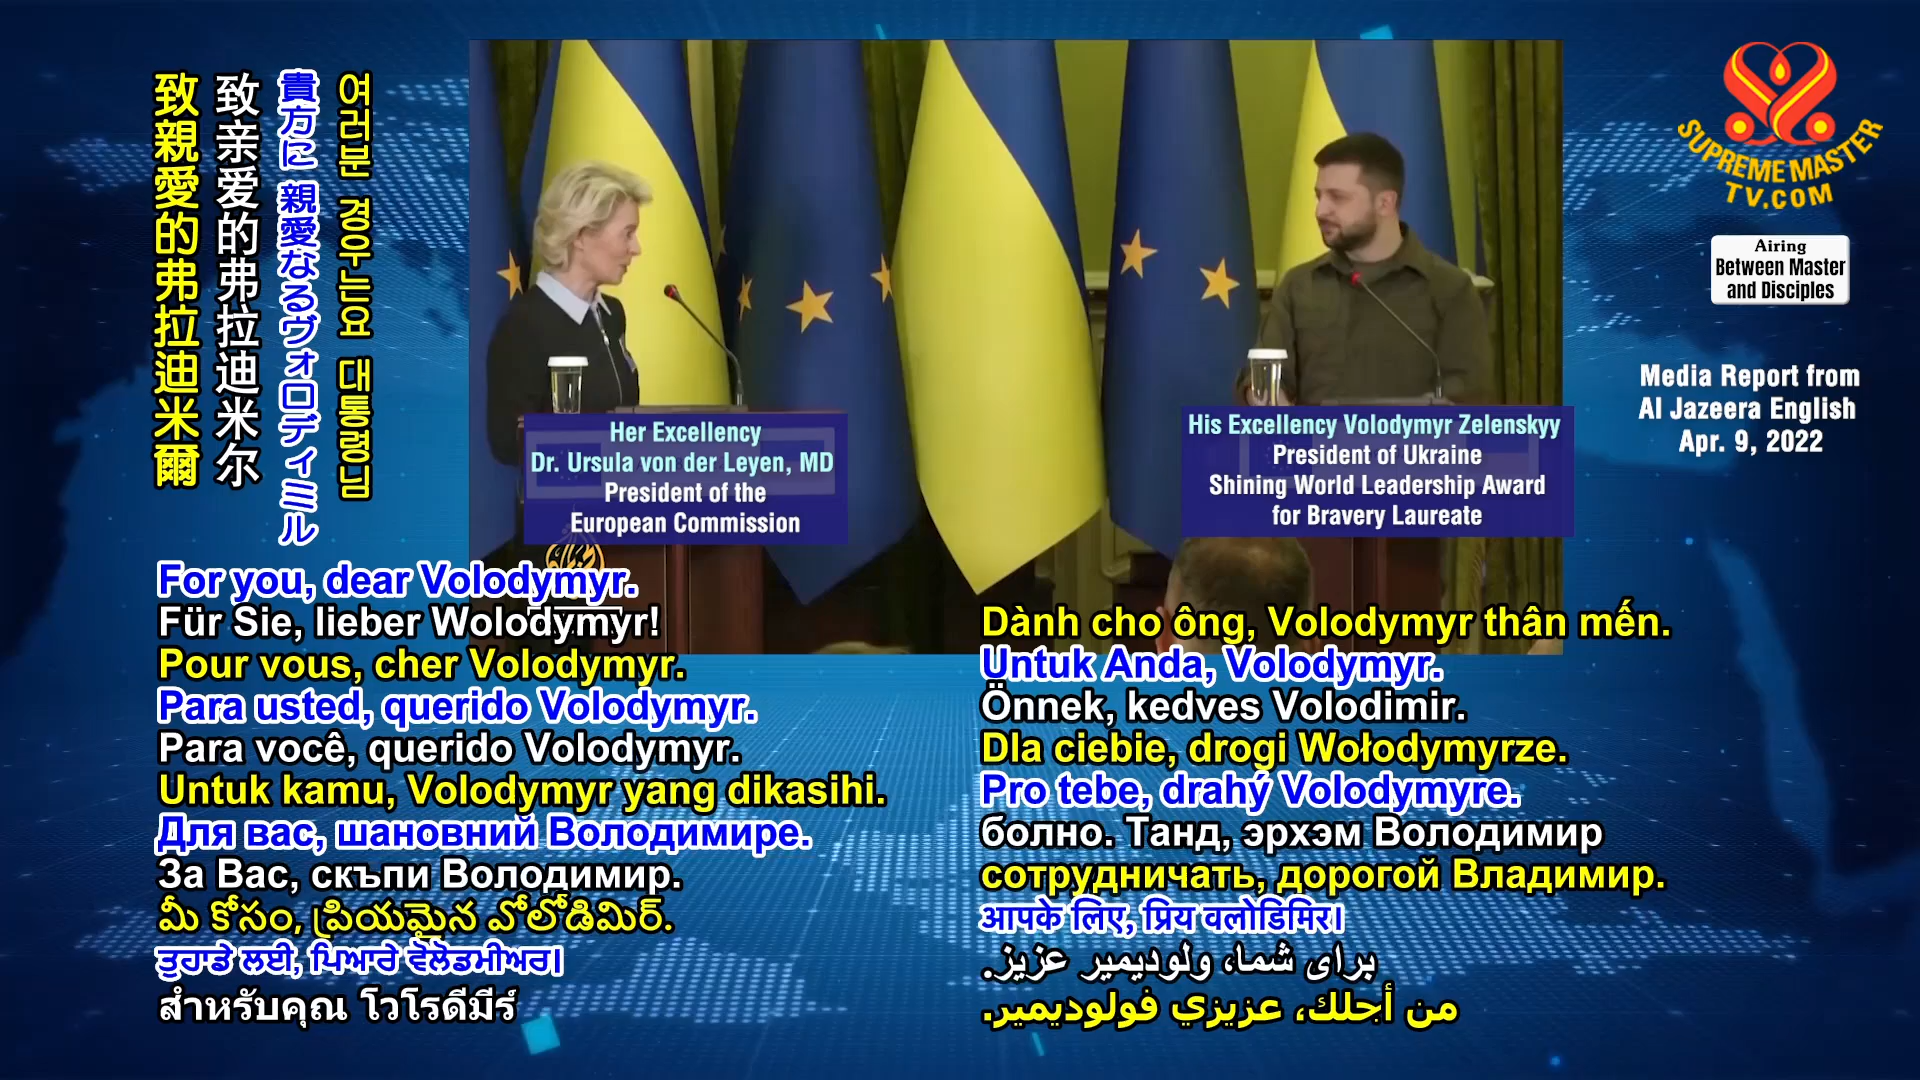 致親愛的弗拉迪米爾
致亲爱的弗拉迪米尔
貴方に 親愛なるヴォロディミル
여러분 경우는요 대통령님
SUPREME MASTER
TV.COM
Airing
Between Master
and Disciples
Media Report from
Al Jazeera English
Apr. 9, 2022
Her Excellency
Dr. Ursula von der Leyen, MD
President of the
European Commission
His Excellency Volodymyr Zelenskyy
President of Ukraine
Shining World Leadership Award
for Bravery Laureate
For you, dear Volodymyr.
Für Sie, lieber Wolodymyr!
Pour vous, cher Volodymyr.
Para usted, querido Volodymyr.
Para você, querido Volodymyr.
Untuk kamu, Volodymyr yang dikasihi.
Для вас, шановний Володимире.
За Вас, скъпи Володимир.
మీ కోసం, ప్రియమైన వోలోడిమిర్.
ਤੁਹਾਡੇ ਲਈ, ਪਿਆਰੇ ਵੋਲੋਡਮੀਅਰ।
สำหรับคุณ โวโรดีมีร์
Dành cho ông, Volodymyr thân mến.
Untuk Anda, Volodymyr.
Önnek, kedves Volodimir.
Dla ciebie, drogi Wołodymyrze.
Pro tebe, drahý Volodymyre.
болно. Танд, эрхэм Володимир
сотрудничать, дорогой Владимир.
आपके लिए, प्रिय वलोडिमिर।
برای شما، ولودیمیر عزیز.
من أجلك، عزيزي فولوديمير.